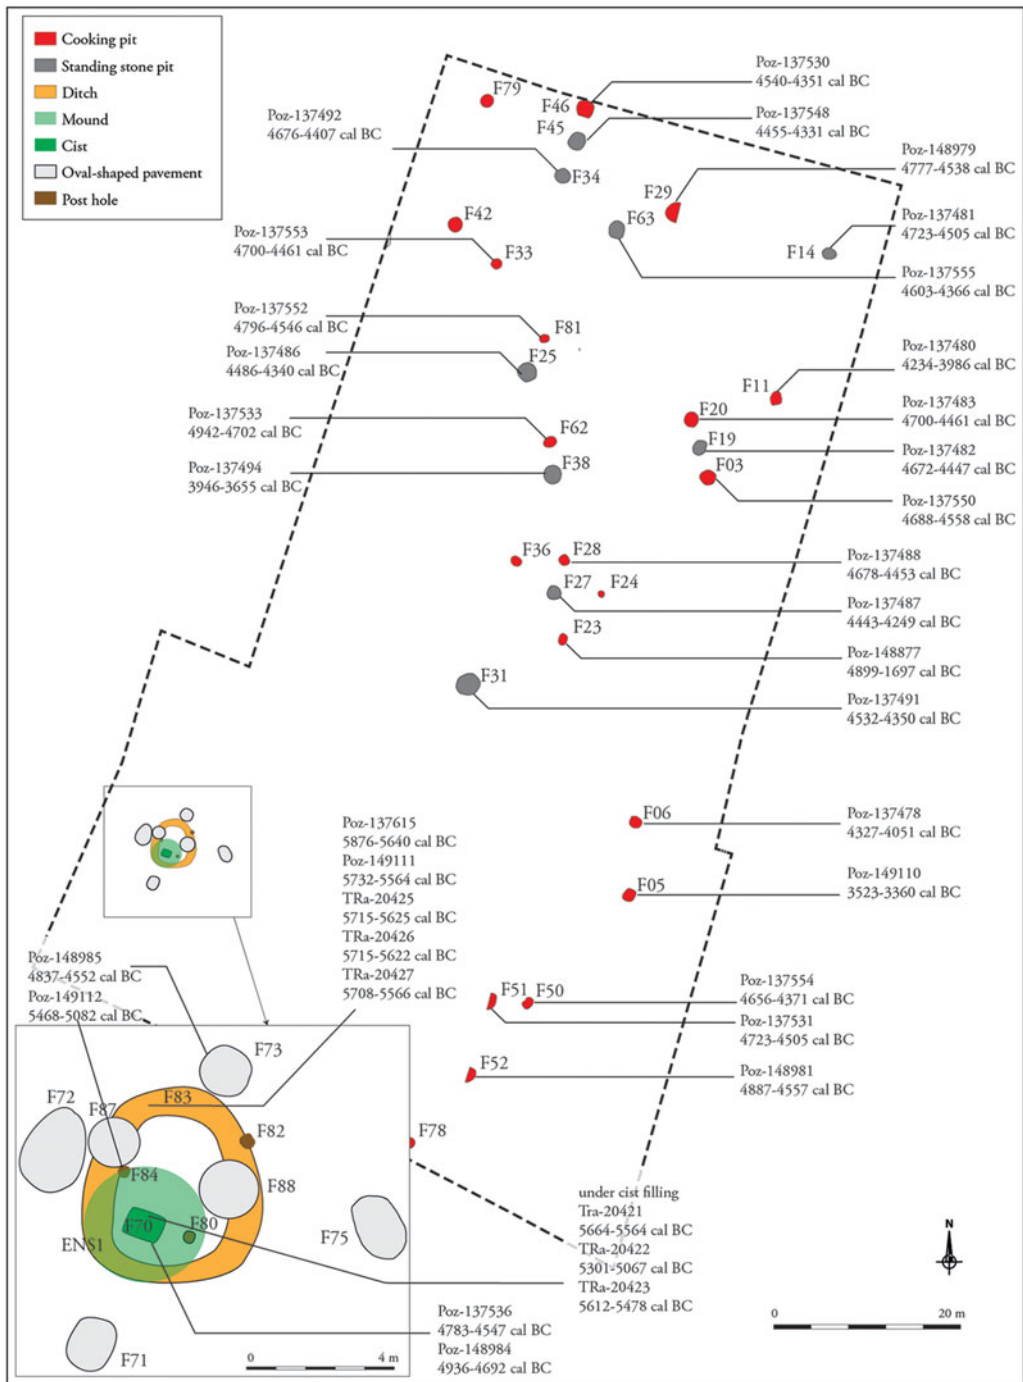 Cooking pit
Standing stone pit
Ditch
Mound
Cist
Oval-shaped pavement
Post hole
Poz-137492
4676-4407 cal BC
F79
F46
F45
F34
Poz-137530
4540-4351 cal BC
Poz-137548
4455-4331 cal BC
Poz-148979
4777-4538 cal BC
F29
F63
F14
Poz-137481
4723-4505 cal BC
Poz-137555
4603-4366 cal BC
F42
F33
Poz-137553
4700-4461 cal BC
Poz-137552
4796-4546 cal BC
F81
Poz-137486
4486-4340 cal BC
F25
Poz-137480
4234-3986 cal BC
F11
F20
Poz-137483
4700-4461 cal BC
F19
Poz-137482
4672-4447 cal BC
F03
Poz-137550
4688-4558 cal BC
Poz-137533
4942-4702 cal BC
F62
Poz-137494
3946-3655 cal BC
F38
F36
F28
F27
F24
F23
Poz-137488
4678-4453 cal BC
Poz-137487
4443-4249 cal BC
Poz-148877
4899-1697 cal BC
F31
Poz-137491
4532-4350 cal BC
F06
Poz-137478
4327-4051 cal BC
F05
Poz-149110
3523-3360 cal BC
Poz-137615
5876-5640 cal BC
Poz-149111
5732-5564 cal BC
TRa-20425
5715-5625 cal BC
TRa-20426
5715-5622 cal BC
TRa-20427
5708-5566 cal BC
Poz-148985
4837-4552 cal BC
Poz-149112
5468-5082 cal BC
F51
F50
Poz-137554
4656-4371 cal BC
Poz-137531
4723-4505 cal BC
F52
Poz-148981
4887-4557 cal BC
F78
F73
F72
F87
F83
F82
F84
F88
F70
F80
F75
ENS1
F71
under cist filling
Tra-20421
5664-5564 cal BC
TRa-20422
5301-5067 cal BC
TRa-20423
5612-5478 cal BC
Poz-137536
4783-4547 cal BC
Poz-148984
4936-4692 cal BC
0 4 m
N
0 20 m